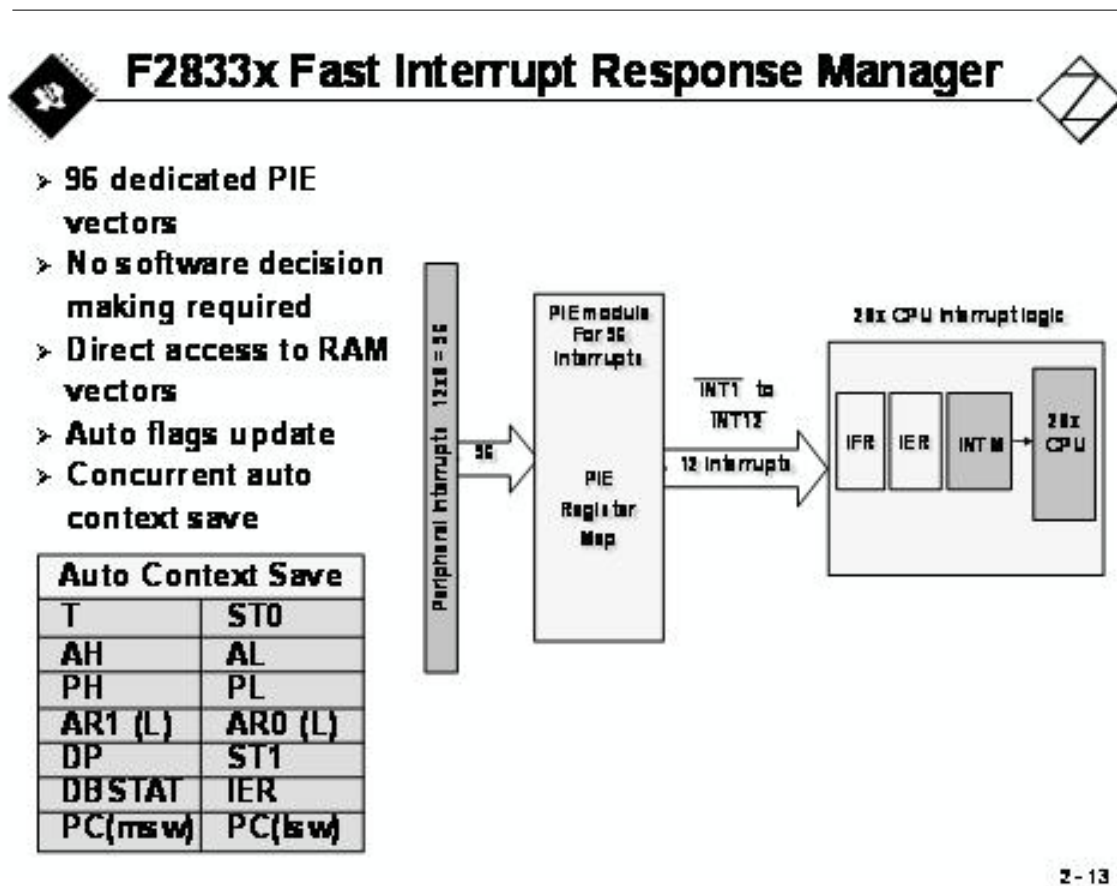 F2833x Fast Interrupt Response Manager
> 96 dedicated PIE
vectors
> No software decision
making required
> Direct access to RAM
vectors
> Auto flags update
> Concurrent auto
context save
Auto Context Save
T ST0
AH AL
PH PL
AR1 (L) AR0 (L)
DP ST1
DBSTAT IER
PC(msw) PC(lsw)
Peripheral Interrupts 12x8 = 96
96
PIE module
For 96
Interrupts
PIE
Register
Map
INT1 to
INT12
12 Interrupts
28x CPU Interrupt logic
IFR
IER
INTM
28x
CPU
2 - 13